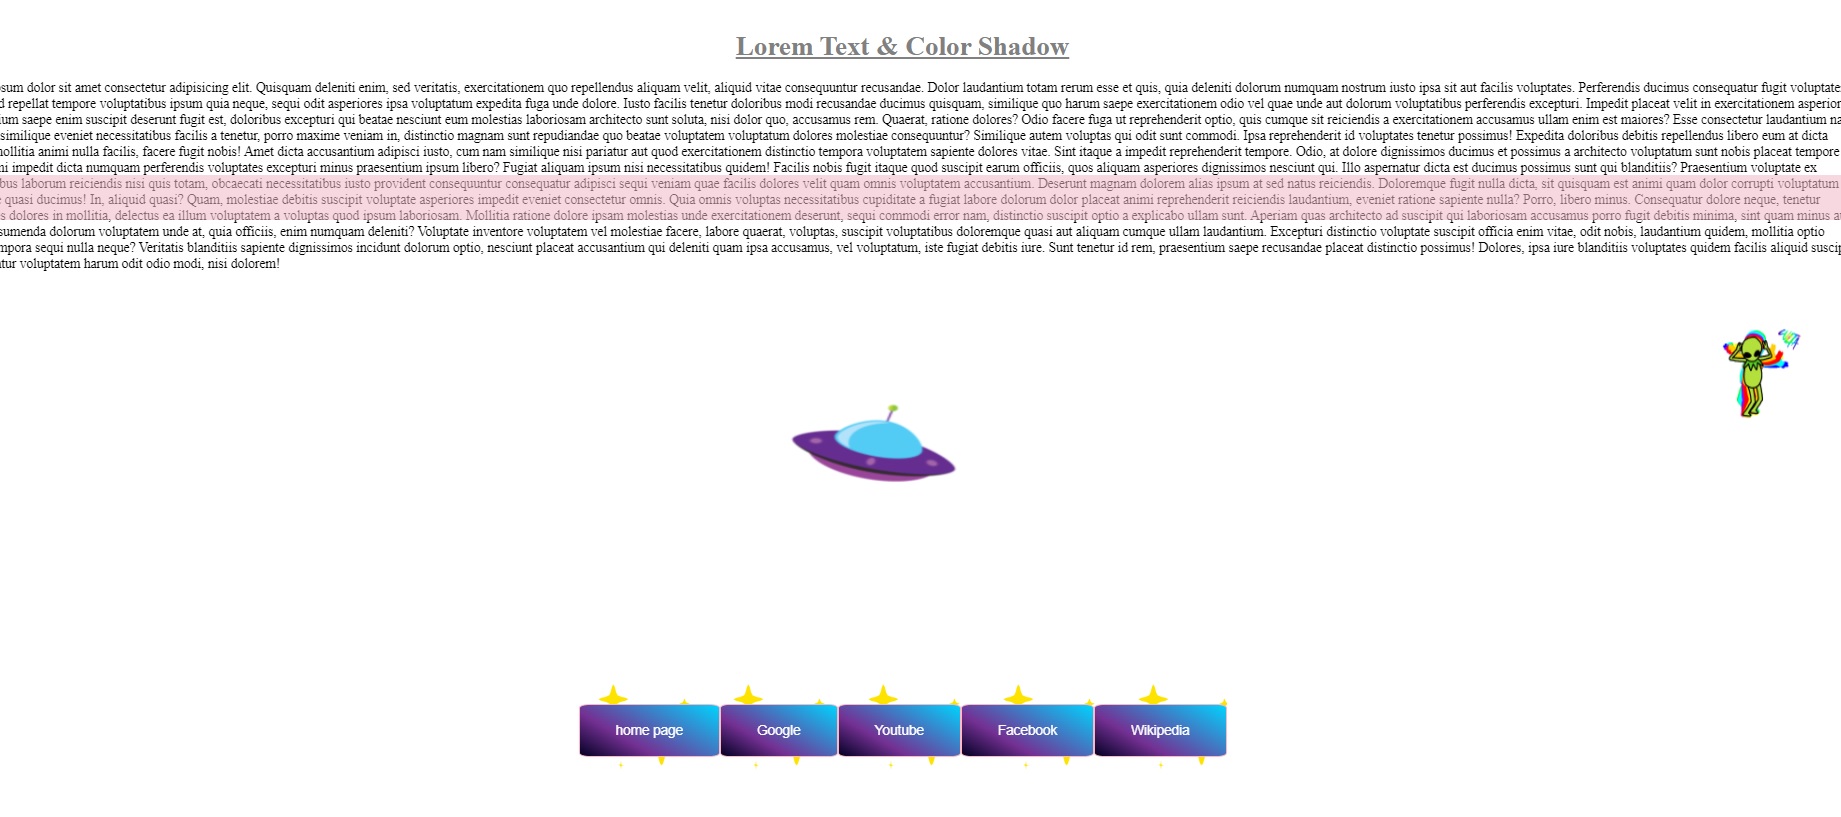 Lorem Text & Color Shadow
dolor sit amet consectetur adipisicing elit. Quisquam deleniti enim, sed veritatis, exercitationem quo repellendus aliquam velit, aliquid vitae consequuntur recusandae. Dolor laudantium totam rerum esse et quis, quia deleniti dolorum numquam nostrum iusto ipsa sit aut facilis voluptates. Perferendis ducimus consequatur fugit
repellat tempore voluptatibus ipsum quia neque, sequi odit asperiores ipsa voluptatum expedita fuga unde dolore. Iusto facilis tenetur doloribus modi recusandae ducimus quisquam, similique quo harum saepe exercitationem odio vel quae unde aut dolorum voluptatibus perferendis excepturi. Impedit placeat velit in exercitationem
saepe enim suscipit deserunt fugit est, doloribus excepturi qui beatae nesciunt eum molestias laboriosam architecto sunt soluta, nisi dolor quo, accusamus rem. Quaerat, ratione dolores? Odio facere fuga ut reprehenderit optio, quis cumque sit reiciendis a exercitationem accusamus ullam enim est maiores? Esse consectetur laudantium
similique eveniet necessitatibus facilis a tenetur, porro maxime veniam in, distinctio magnam sunt repudiandae quo beatae voluptatem voluptatum dolores molestiae consequuntur? Similique autem voluptas qui odit sunt commodi. Ipsa reprehenderit id voluptates tenetur possimus! Expedita doloribus debitis repellendus libero eum at dicta
animi nulla facilis, facere fugit nobis! Amet dicta accusantium adipisci iusto, cum nam similique nisi pariatur aut quod exercitationem distinctio tempora voluptatem sapiente dolores vitae. Sint itaque a impedit reprehenderit tempore. Odio, at dolore dignissimos ducimus et possimus a architecto voluptatum sunt nobis placeat tempore
impedit dicta numquam perferendis voluptates excepturi minus praesentium ipsum libero? Fugiat aliquam ipsum nisi necessitatibus quidem! Facilis nobis fugit itaque quod suscipit earum officiis, quos aliquam asperiores dignissimos nesciunt qui. Illo aspernatur dicta est ducimus possimus sunt qui blanditiis? Praesentium voluptate ex
laborum reiciendis nisi quis totam, obcaecati necessitatibus iusto provident consequuntur consequatur adipisci sequi veniam quae facilis dolores velit quam omnis voluptatem accusantium. Deserunt magnam dolorem alias ipsum at sed natus reiciendis. Doloremque fugit nulla dicta, sit quisquam est animi quam dolor corrupti voluptatum
quasi ducimus! In, aliquid quasi? Quam, molestiae debitis suscipit voluptate asperiores impedit eveniet consectetur omnis. Quia omnis voluptas necessitatibus cupiditate a fugiat labore dolorum dolor placeat animi reprehenderit reiciendis laudantium, eveniet ratione sapiente nulla? Porro, libero minus. Consequatur dolore neque, tenetur
dolores in mollitia, delectus ea illum voluptatem a voluptas quod ipsum laboriosam. Mollitia ratione dolore ipsam molestias unde exercitationem deserunt, sequi commodi error nam, distinctio suscipit optio a explicabo ullam sunt. Aperiam quas architecto ad suscipit qui laboriosam accusamus porro fugit debitis minima, sint quam minus
dolorum voluptatem unde at, quia officiis, enim numquam deleniti? Voluptate inventore voluptatem vel molestiae facere, labore quaerat, voluptas, suscipit voluptatibus doloremque quasi aut aliquam cumque ullam laudantium. Excepturi distinctio voluptate suscipit officia enim vitae, odit nobis, laudantium quidem, mollitia optio
sequi nulla neque? Veritatis blanditiis sapiente dignissimos incidunt dolorum optio, nesciunt placeat accusantium qui deleniti quam ipsa accusamus, vel voluptatum, iste fugiat debitis iure. Sunt tenetur id rem, praesentium saepe recusandae placeat distinctio possimus! Dolores, ipsa iure blanditiis voluptates quidem facilis aliquid
voluptatem harum odit odio modi, nisi dolorem!
home page
Google
Youtube
Facebook
Wikipedia